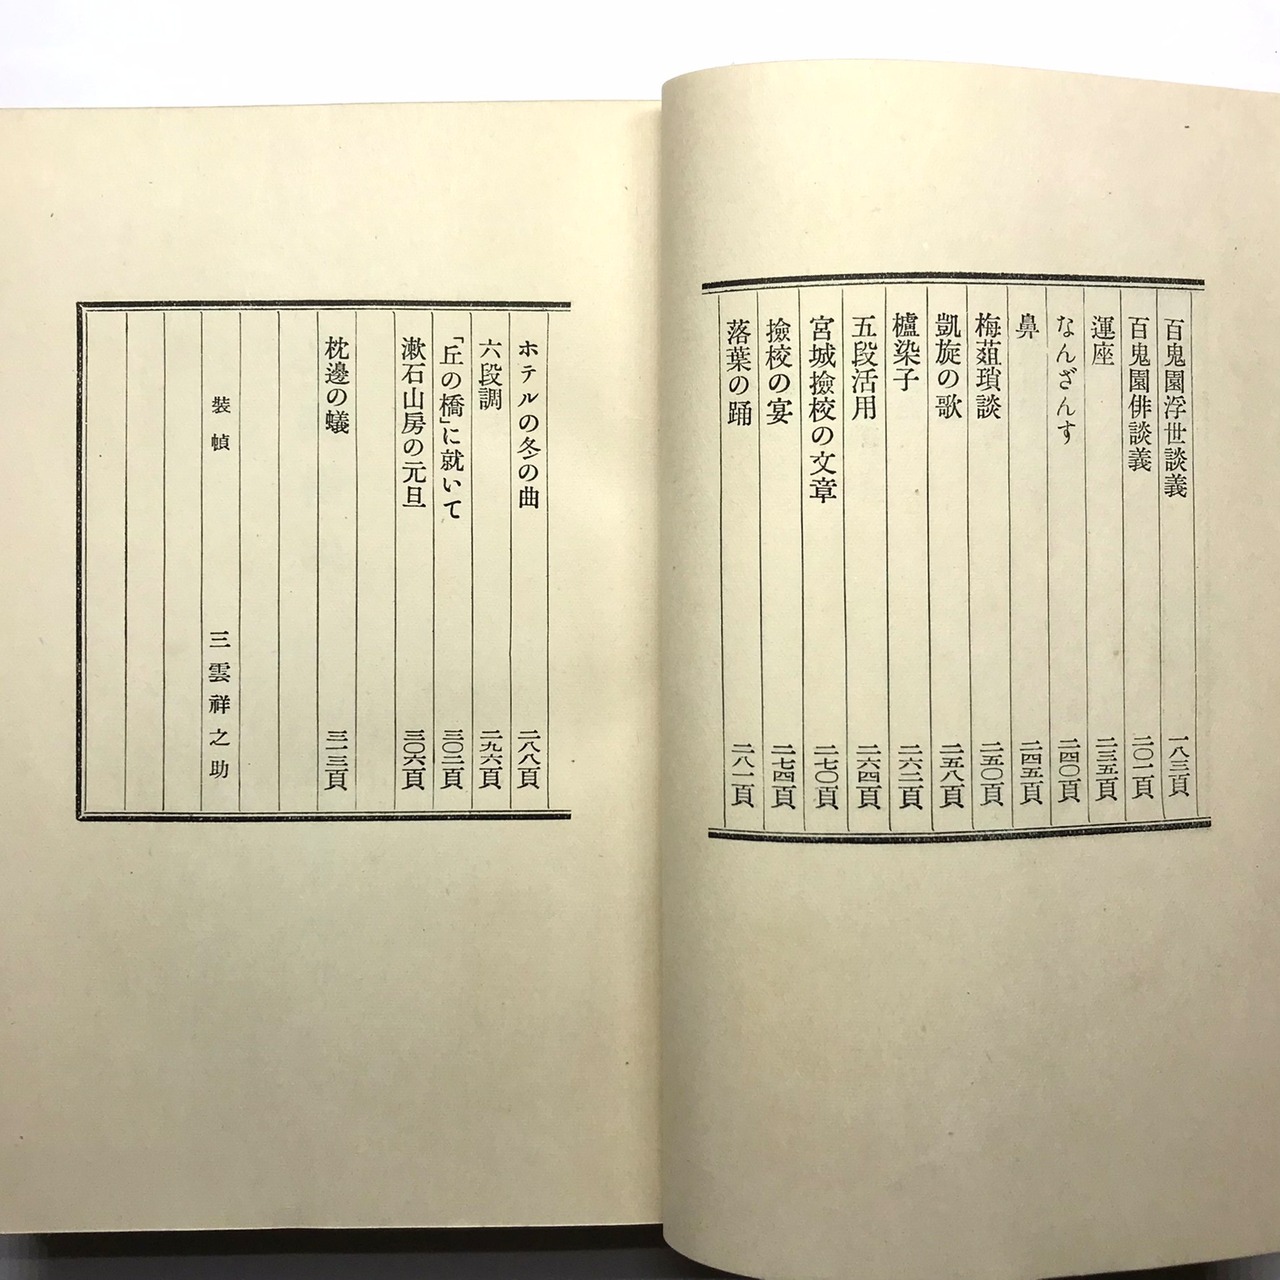 百鬼園浮世談義 一八三頁
百鬼園俳談義 二〇一頁
運座 二三五頁
なんざんす 二四〇頁
鼻 二四五頁
梅葅瑣談 二五〇頁
凱旋の歌 二五八頁
櫨染子 二六二頁
五段活用 二六四頁
宮城撿校の文章 二七〇頁
撿校の宴 二七四頁
落葉の踊 二八一頁
ホテルの冬の曲 二八八頁
六段調 二九六頁
「丘の橋」に就いて 三〇二頁
漱石山房の元旦 三〇六頁
枕邊の蟻 三一三頁
裝幀 三雲祥之助